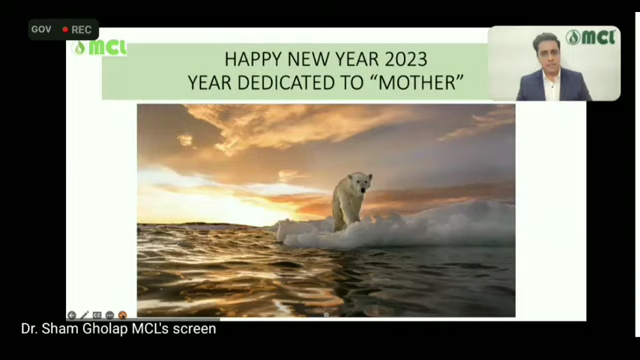 GOV
REC
MCL
HAPPY NEW YEAR 2023
YEAR DEDICATED TO “MOTHER”
MCL
Dr. Sham Gholap MCL's screen